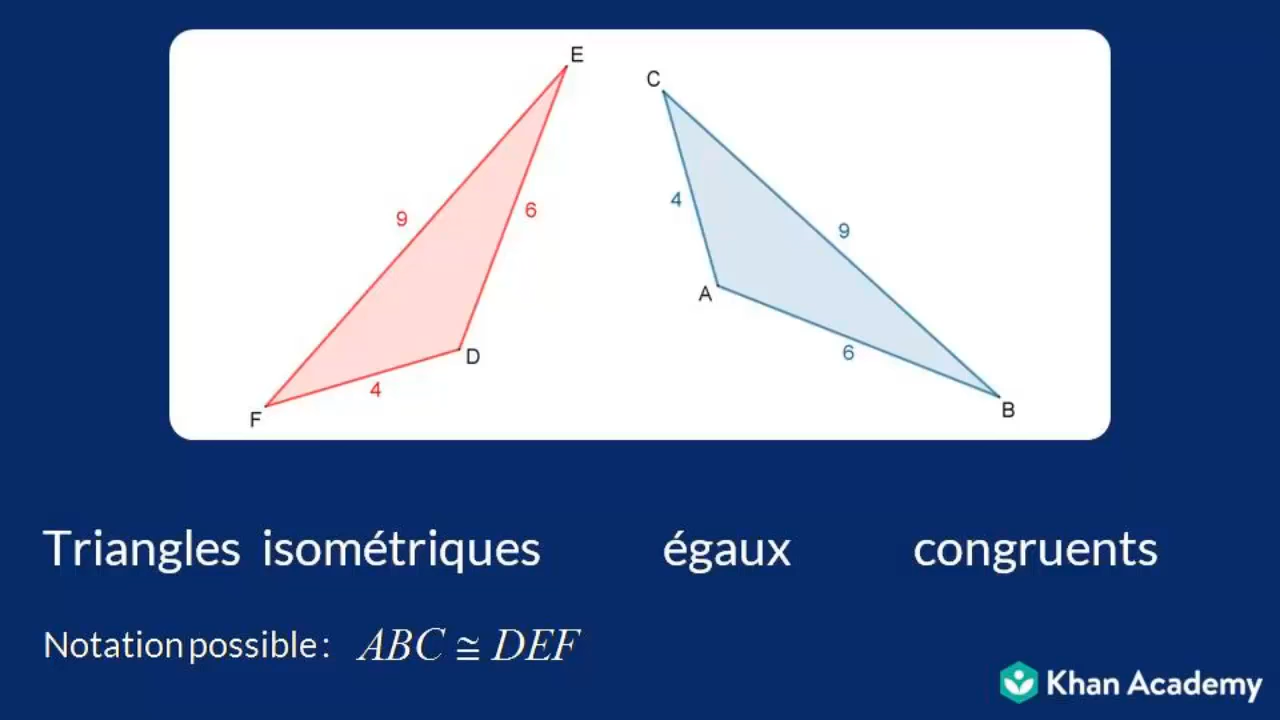 E
C
9
6
4
9
A
6
D
4
F
B
Triangles isométriques égaux congruents
Notation possible : ABC ≅ DEF
Khan Academy